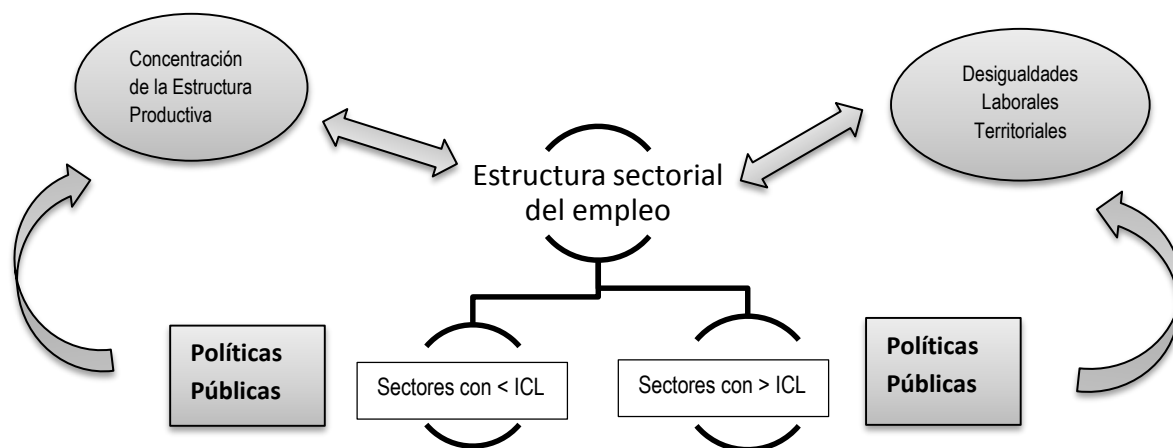 Concentración
de la Estructura
Productiva
Desigualdades
Laborales
Territoriales
Estructura sectorial
del empleo
Políticas
Públicas
Sectores con < ICL
Sectores con > ICL
Políticas
Públicas